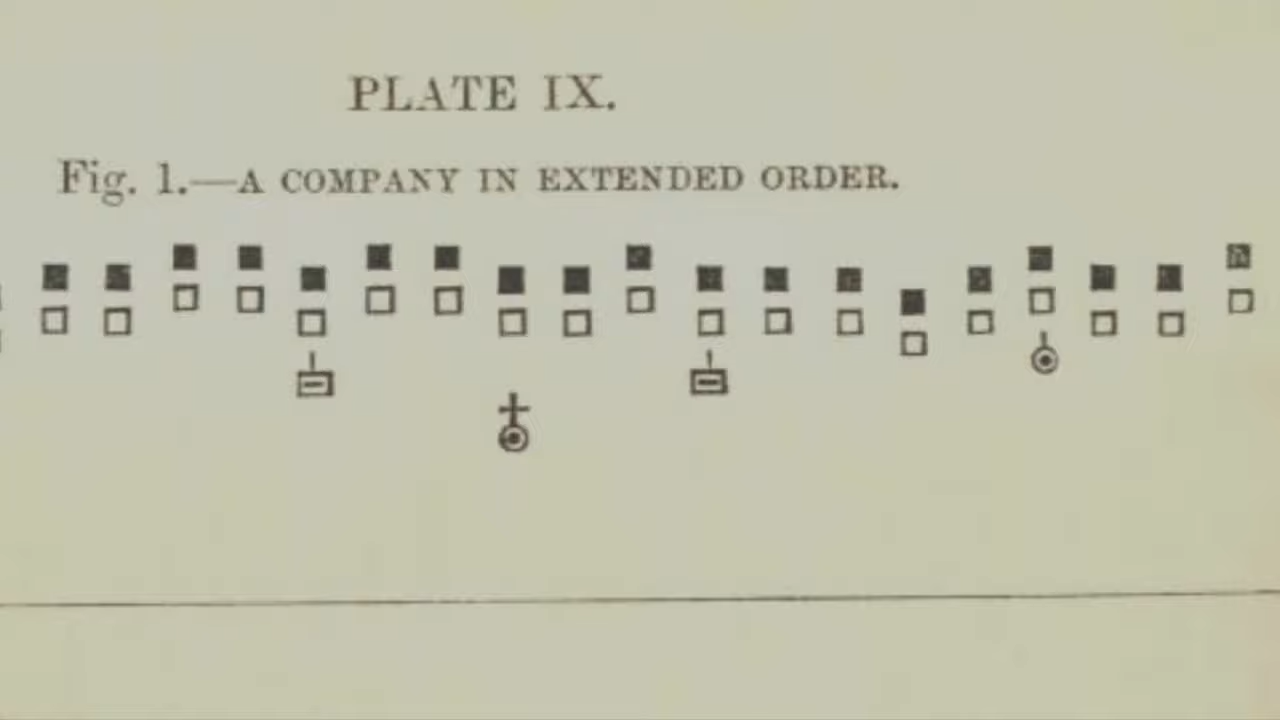 PLATE IX.
Fig. 1.—A COMPANY IN EXTENDED ORDER.